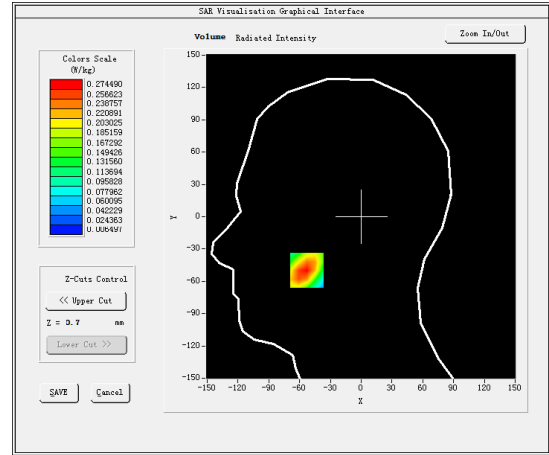 SAR Visualisation Graphical Interface
Volume Radiated Intensity
Zoom In/Out
Colors Scale
(W/kg)
0.274490
0.256623
0.238757
0.220891
0.203025
0.185159
0.167292
0.149426
0.131560
0.113694
0.095828
0.077962
0.060095
0.042229
0.024363
0.006497
Z-Cuts Control
<< Upper Cut
Z = 0.7 mm
Lower Cut >>
SAVE Cancel
150
120
90
60
30
0
-30
-60
-90
-120
-150
Y
-150 -120 -90 -60 -30 0 30 60 90 120 150
X